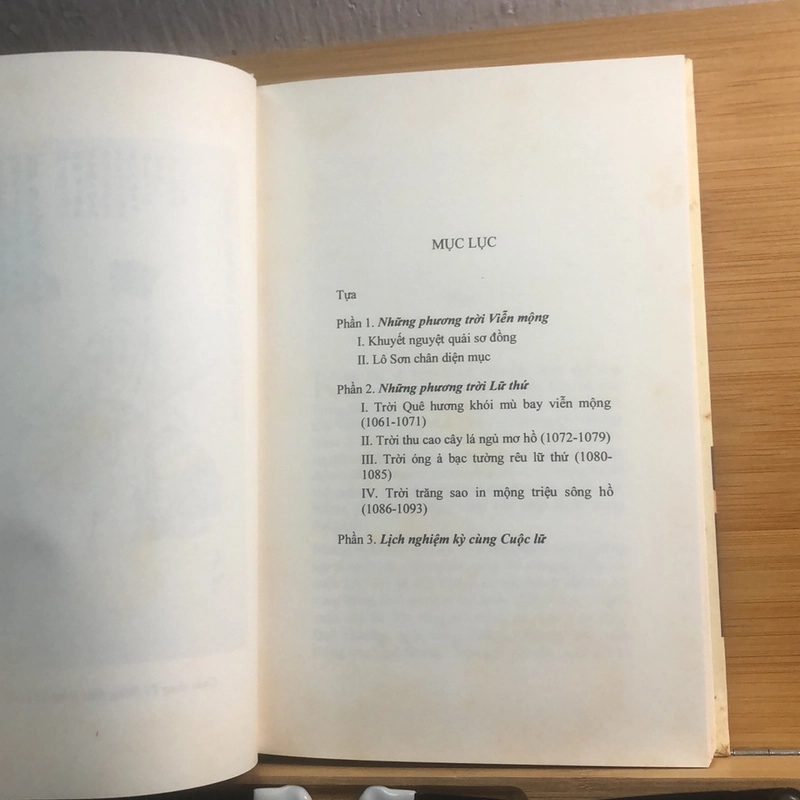 MỤC LỤC
Tựa
Phần 1. Những phương trời Viễn mộng
I. Khuyết nguyệt quải sơ đồng
II. Lô Sơn chân diện mục
Phần 2. Những phương trời Lữ thứ
I. Trời Quê hương khói mù bay viễn mộng
(1061-1071)
II. Trời thu cao cây lá ngủ mơ hồ (1072-1079)
III. Trời óng ả bạc tường rêu lữ thứ (1080-
1085)
IV. Trời trăng sao in mộng triệu sông hồ
(1086-1093)
Phần 3. Lịch nghiệm kỳ cùng Cuộc lữ